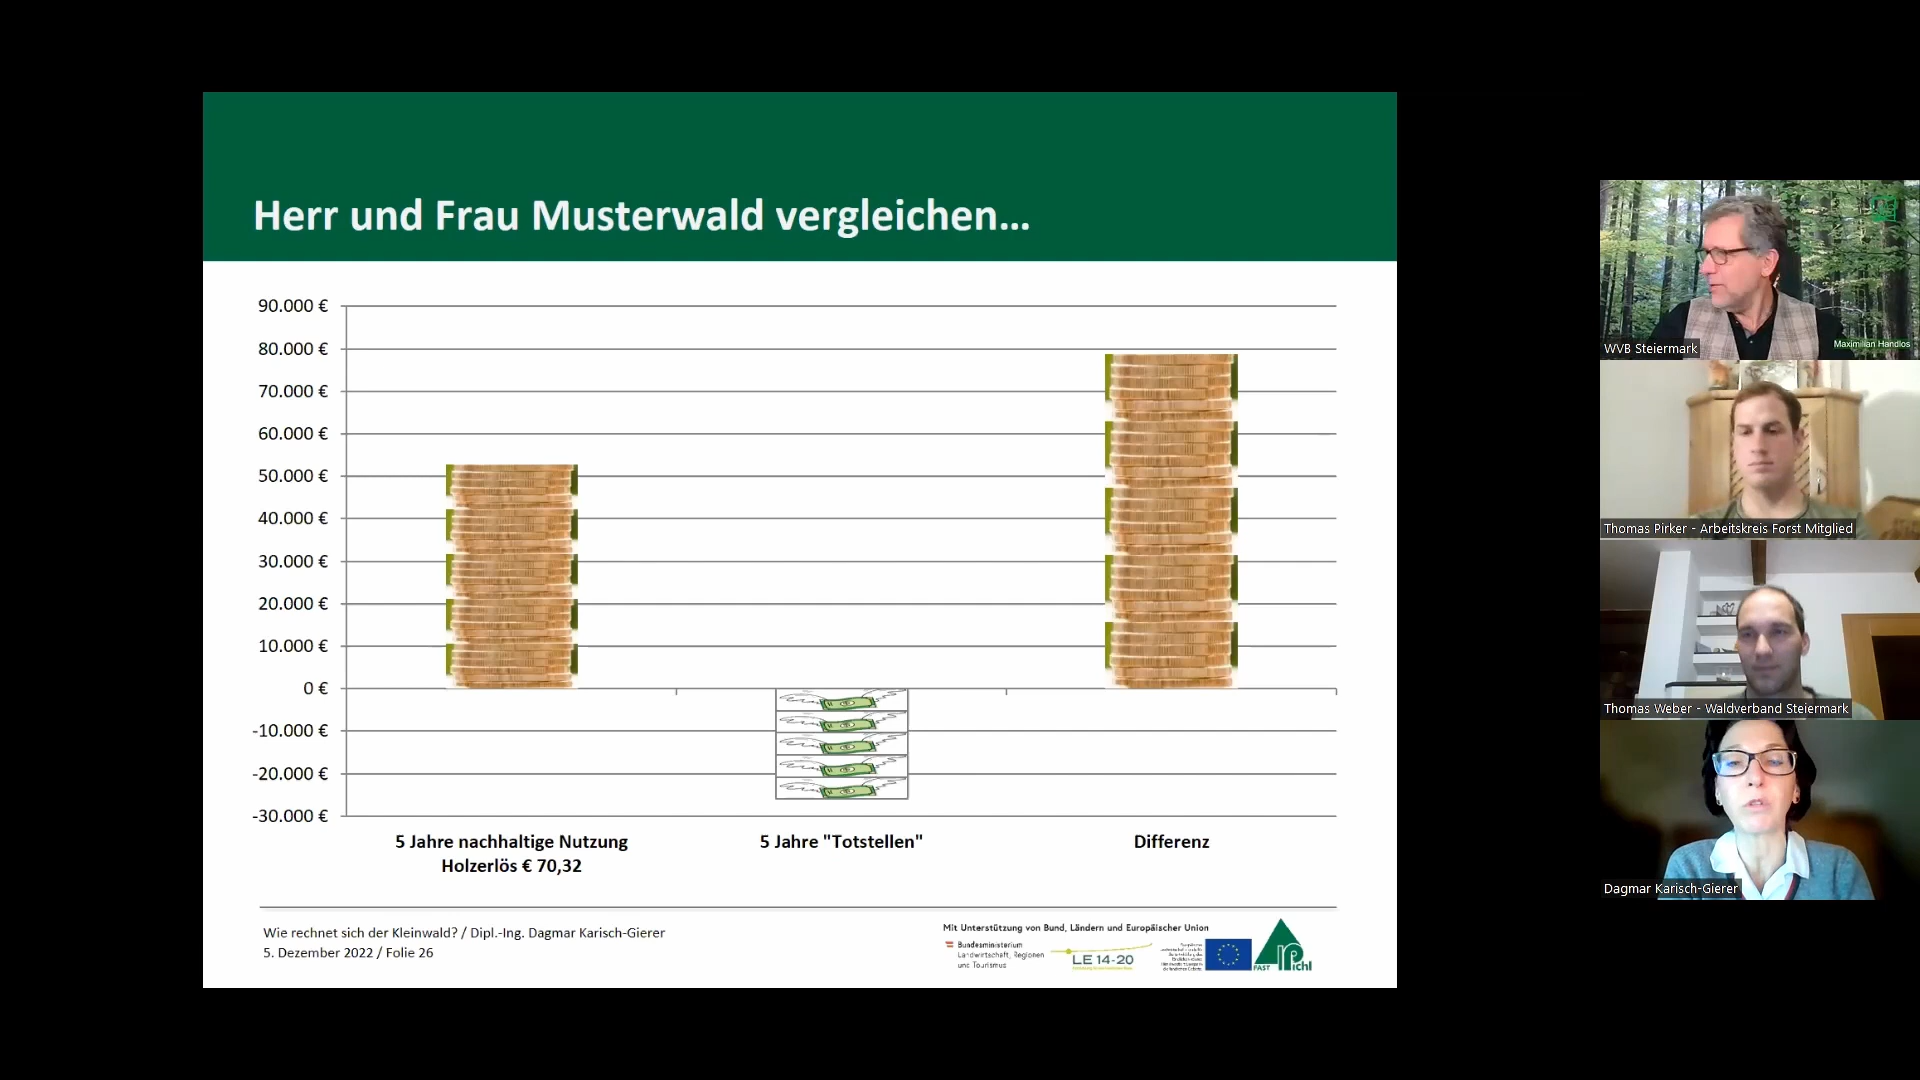 Herr und Frau Musterwald vergleichen...
90.000 €
80.000 €
70.000 €
60.000 €
50.000 €
40.000 €
30.000 €
20.000 €
10.000 €
0 €
-10.000 €
-20.000 €
-30.000 €
5 Jahre nachhaltige Nutzung
Holzerlös € 70,32
5 Jahre "Totstellen"
Differenz
Wie rechnet sich der Kleinwald? / Dipl.-Ing. Dagmar Karisch-Gierer
5. Dezember 2022 / Folie 26
Mit Unterstützung von Bund, Ländern und Europäischer Union
Bundesministerium
Landwirtschaft, Regionen
und Tourismus
LE 14-20
FAST Pichl
WVB Steiermark
Maximilian Handlos
Thomas Pirker - Arbeitskreis Forst Mitglied
Thomas Weber - Waldverband Steiermark
Dagmar Karisch-Gierer